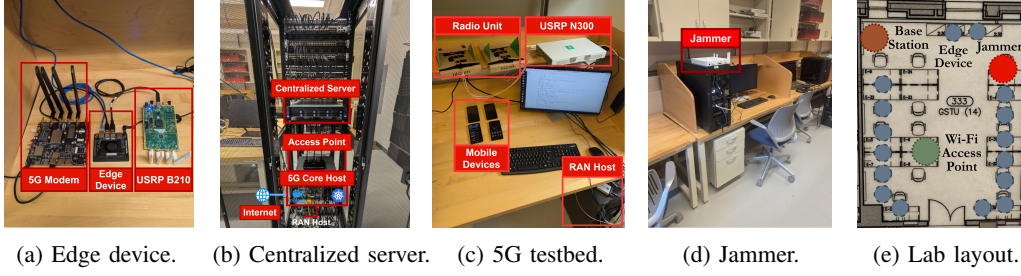 5G Modem
Edge
Device
USRP B210
Centralized Server
Access Point
5G Core Host
Internet
RAN Host
Radio Unit
USRP N300
Mobile
Devices
RAN Host
Jammer
Base
Station
Edge
Device
Jammer
333
GSTU (14)
Wi-Fi
Access
Point
(a) Edge device.
(b) Centralized server.
(c) 5G testbed.
(d) Jammer.
(e) Lab layout.